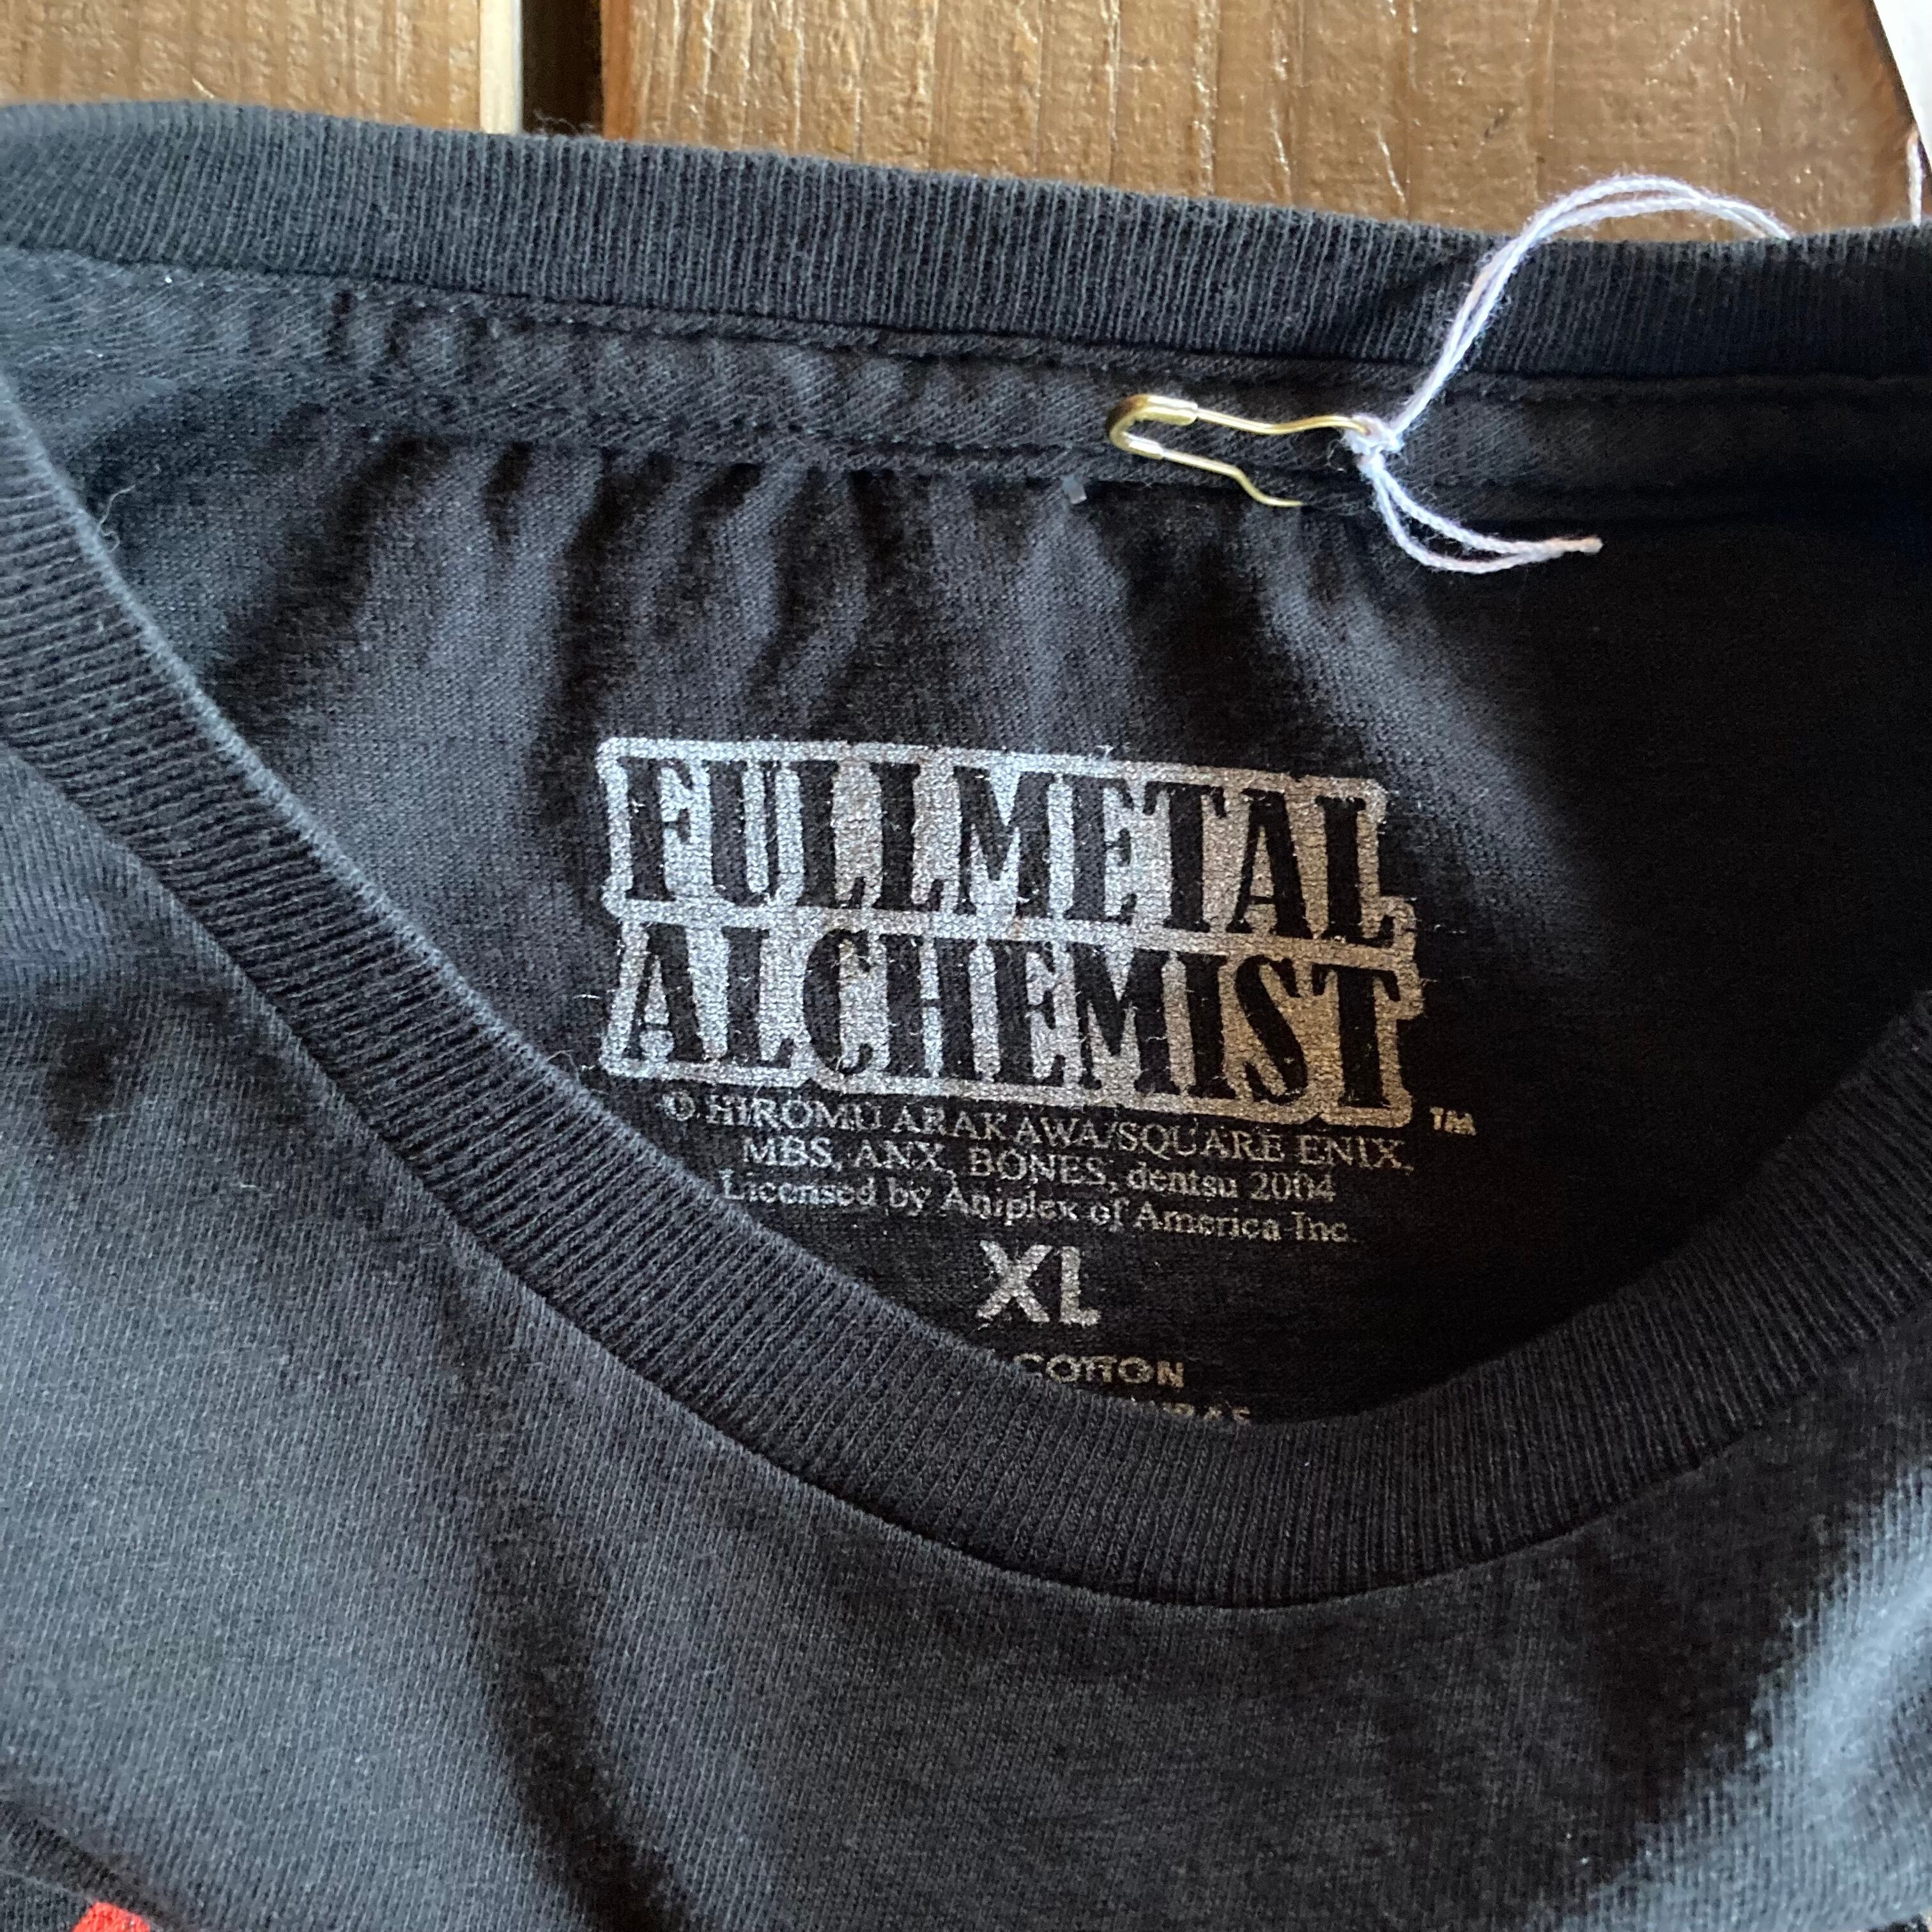 FULLMETAL
ALCHEMIST TM
© HIROMU ARAKAWA/SQUARE ENIX,
MBS, ANX, BONES, dentsu 2004
Licensed by Aniplex of America Inc.
XL
COTTON